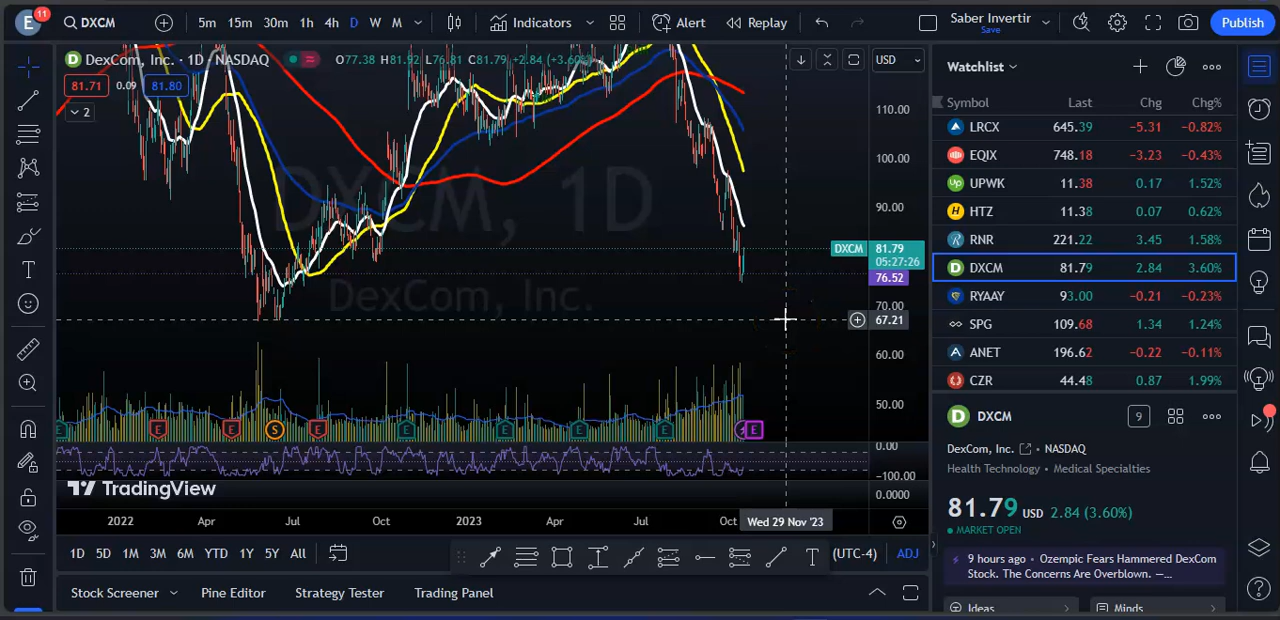 E 11 DXCM 5m 15m 30m 1h 4h D W M Indicators Alert Replay Saber Invertir Save Publish
D DexCom, Inc. · 1D · NASDAQ O77.38 H81.92 L76.81 C81.79 +2.84 (+3.60%) USD
81.71 0.09 81.80
2
DXCM, 1D
DexCom, Inc.
110.00
100.00
90.00
DXCM 81.79
05:27:26
76.52
70.00
67.21
60.00
50.00
E E E S E E E E E E
0.00
−100.00
0.0000
TradingView
2022 Apr Jul Oct 2023 Apr Jul Oct Wed 29 Nov '23
1D 5D 1M 3M 6M YTD 1Y 5Y All T (UTC-4) ADJ
Stock Screener Pine Editor Strategy Tester Trading Panel
Watchlist
Symbol Last Chg Chg%
LRCX 645.39 −5.31 −0.82%
EQIX 748.18 −3.23 −0.43%
UPWK 11.38 0.17 1.52%
HTZ 11.38 0.07 0.62%
RNR 221.22 3.45 1.58%
DXCM 81.79 2.84 3.60%
RYAAY 93.00 −0.21 −0.23%
SPG 109.68 1.34 1.24%
ANET 196.62 −0.22 −0.11%
CZR 44.48 0.87 1.99%
D DXCM 9
DexCom, Inc. • NASDAQ
Health Technology • Medical Specialties
81.79 USD 2.84 (3.60%)
MARKET OPEN
9 hours ago • Ozempic Fears Hammered DexCom
Stock. The Concerns Are Overblown. —...
Ideas Minds